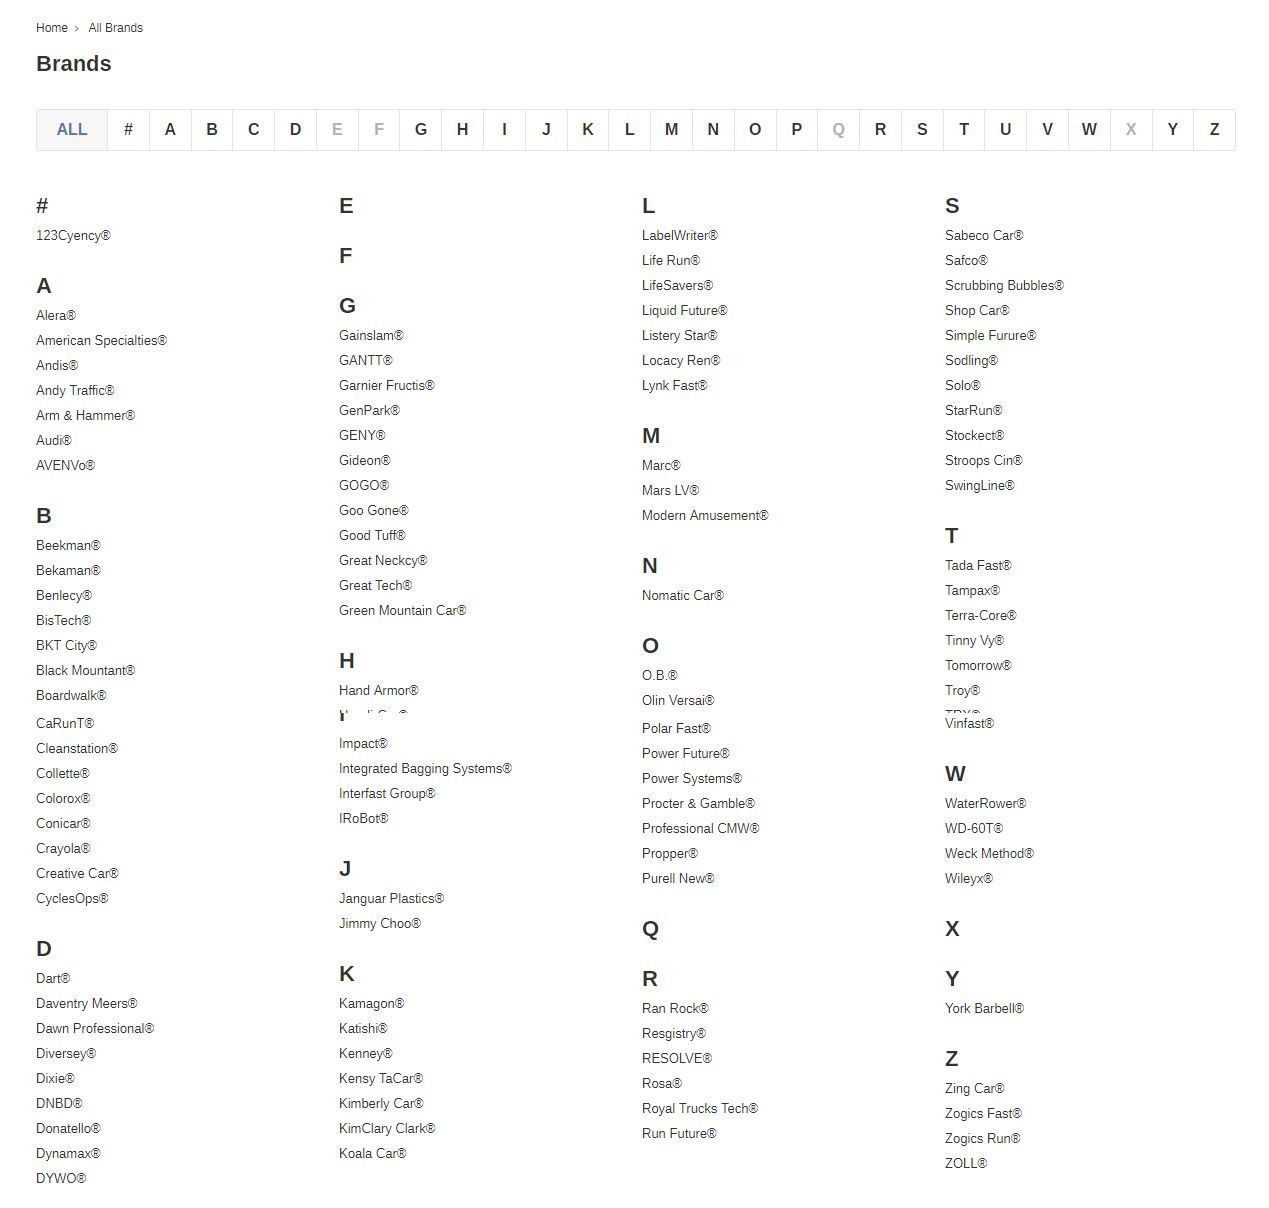 Home › All Brands
Brands
ALL # A B C D E F G H I J K L M N O P Q R S T U V W X Y Z
#
123Cyency®
A
Alera®
American Specialties®
Andis®
Andy Traffic®
Arm & Hammer®
Audi®
AVENVo®
B
Beekman®
Bekaman®
Benlecy®
BisTech®
BKT City®
Black Mountant®
Boardwalk®
CaRunT®
Cleanstation®
Collette®
Colorox®
Conicar®
Crayola®
Creative Car®
CyclesOps®
D
Dart®
Daventry Meers®
Dawn Professional®
Diversey®
Dixie®
DNBD®
Donatello®
Dynamax®
DYWO®
E
F
G
Gainslam®
GANTT®
Garnier Fructis®
GenPark®
GENY®
Gideon®
GOGO®
Goo Gone®
Good Tuff®
Great Neckcy®
Great Tech®
Green Mountain Car®
H
Hand Armor®
Impact®
Integrated Bagging Systems®
Interfast Group®
IRoBot®
J
Janguar Plastics®
Jimmy Choo®
K
Kamagon®
Katishi®
Kenney®
Kensy TaCar®
Kimberly Car®
KimClary Clark®
Koala Car®
L
LabelWriter®
Life Run®
LifeSavers®
Liquid Future®
Listery Star®
Locacy Ren®
Lynk Fast®
M
Marc®
Mars LV®
Modern Amusement®
N
Nomatic Car®
O
O.B.®
Olin Versai®
Polar Fast®
Power Future®
Power Systems®
Procter & Gamble®
Professional CMW®
Propper®
Purell New®
Q
R
Ran Rock®
Resgistry®
RESOLVE®
Rosa®
Royal Trucks Tech®
Run Future®
S
Sabeco Car®
Safco®
Scrubbing Bubbles®
Shop Car®
Simple Furure®
Sodling®
Solo®
StarRun®
Stockect®
Stroops Cin®
SwingLine®
T
Tada Fast®
Tampax®
Terra-Core®
Tinny Vy®
Tomorrow®
Troy®
Vinfast®
W
WaterRower®
WD-60T®
Weck Method®
Wileyx®
X
Y
York Barbell®
Z
Zing Car®
Zogics Fast®
Zogics Run®
ZOLL®